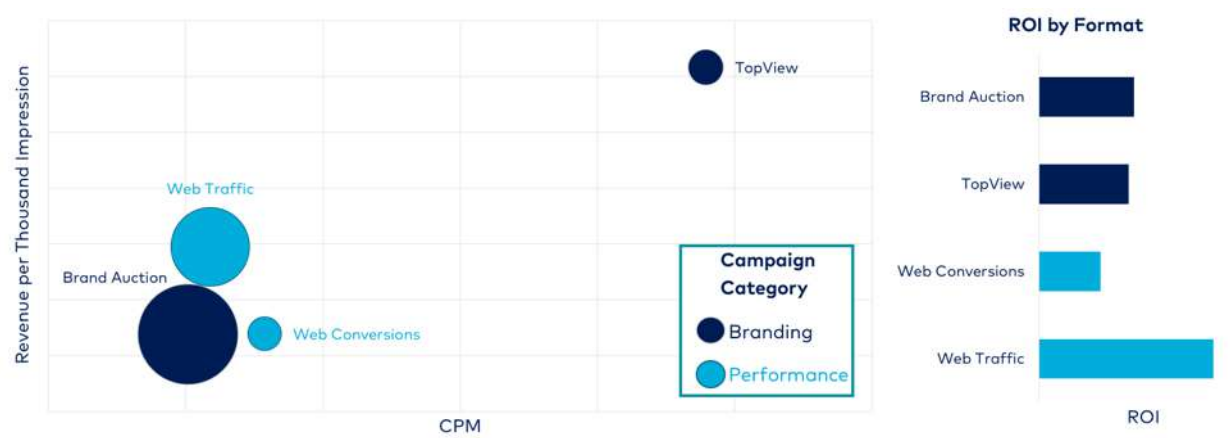 Revenue per Thousand Impression
TopView
Web Traffic
Brand Auction
Web Conversions
Campaign
Category
Branding
Performance
CPM
ROI by Format
Brand Auction
TopView
Web Conversions
Web Traffic
ROI